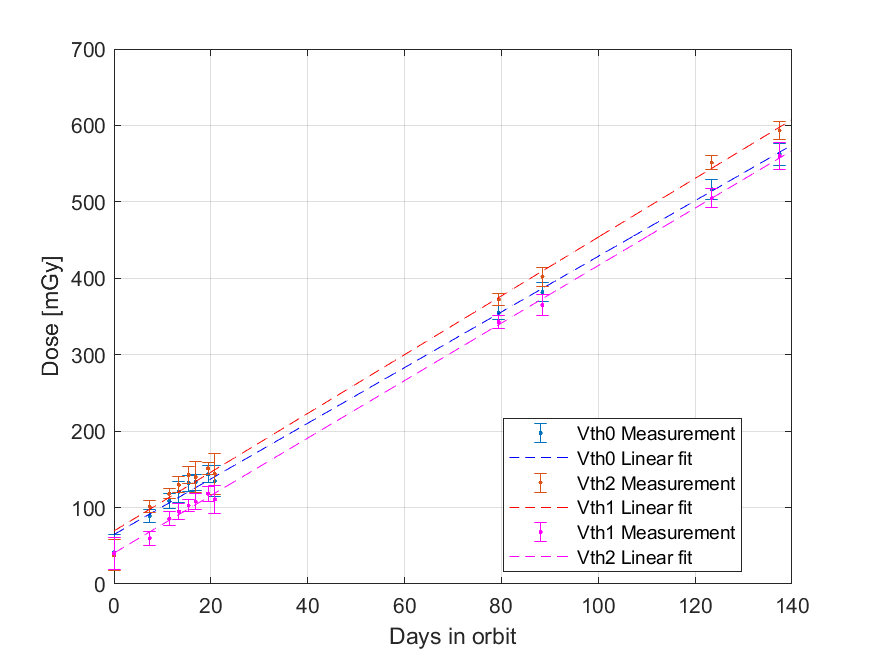 700
600
500
400
300
200
100
0
Dose [mGy]
Vth0 Measurement
Vth0 Linear fit
Vth2 Measurement
Vth1 Linear fit
Vth1 Measurement
Vth2 Linear fit
0 20 40 60 80 100 120 140
Days in orbit